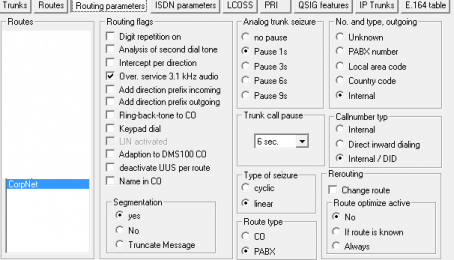 Trunks Routes Routing parameters ISDN parameters LCOSS PRI QSIG features IP Trunks E.164 table
Routes
CorpNet
Routing flags
Digit repetition on
Analysis of second dial tone
Intercept per direction
Over. service 3.1 kHz audio
Add direction prefix incoming
Add direction prefix outgoing
Ring-back-tone to CO
Keypad dial
LIN activated
Adaption to DMS100 CO
deactivate UUS per route
Name in CO
Segmentation
yes
No
Truncate Message
Analog trunk seizure
no pause
Pause 1s
Pause 3s
Pause 6s
Pause 9s
Trunk call pause
6 sec.
Type of seizure
cyclic
linear
Route type
CO
PABX
No. and type, outgoing
Unknown
PABX number
Local area code
Country code
Internal
Callnumber typ
Internal
Direct inward dialing
Internal / DID
Rerouting
Change route
Route optimize active
No
If route is known
Always